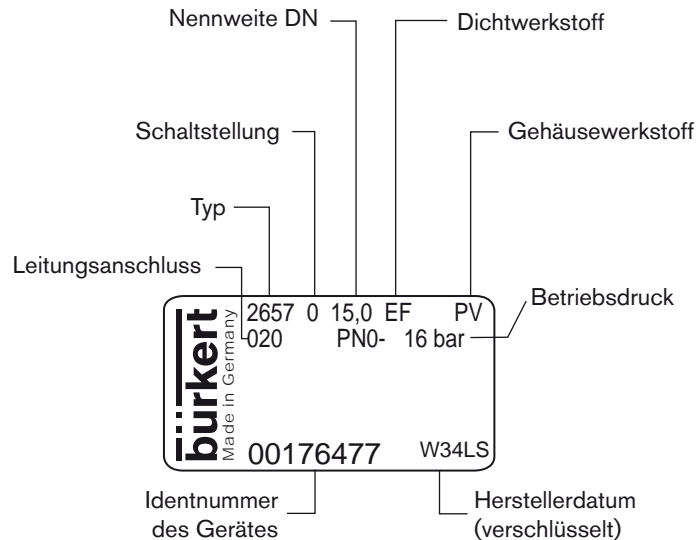 Nennweite DN
Dichtwerkstoff
Schaltstellung
Gehäusewerkstoff
Typ
Leitungsanschluss
Betriebsdruck
2657 0 15,0 EF PV
020 PN0- 16 bar
bürkert
Made in Germany
00176477 W34LS
Identnummer
des Gerätes
Herstellerdatum
(verschlüsselt)